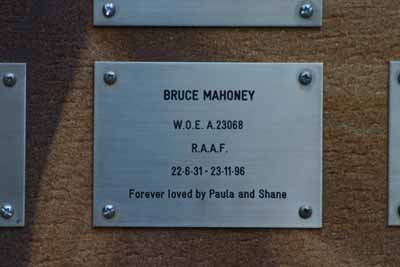 BRUCE MAHONEY
W.O.E. A.23068
R.A.A.F.
22-6-31 - 23-11-96
Forever loved by Paula and Shane